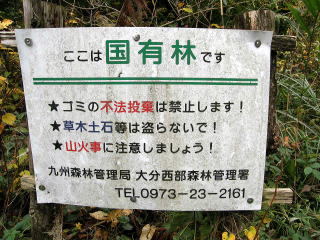 ここは国有林です
★ゴミの不法投棄は禁止します！
★草木土石等は盗らないで！
★山火事に注意しましょう！
九州森林管理局 大分西部森林管理署
TEL0973-23-2161